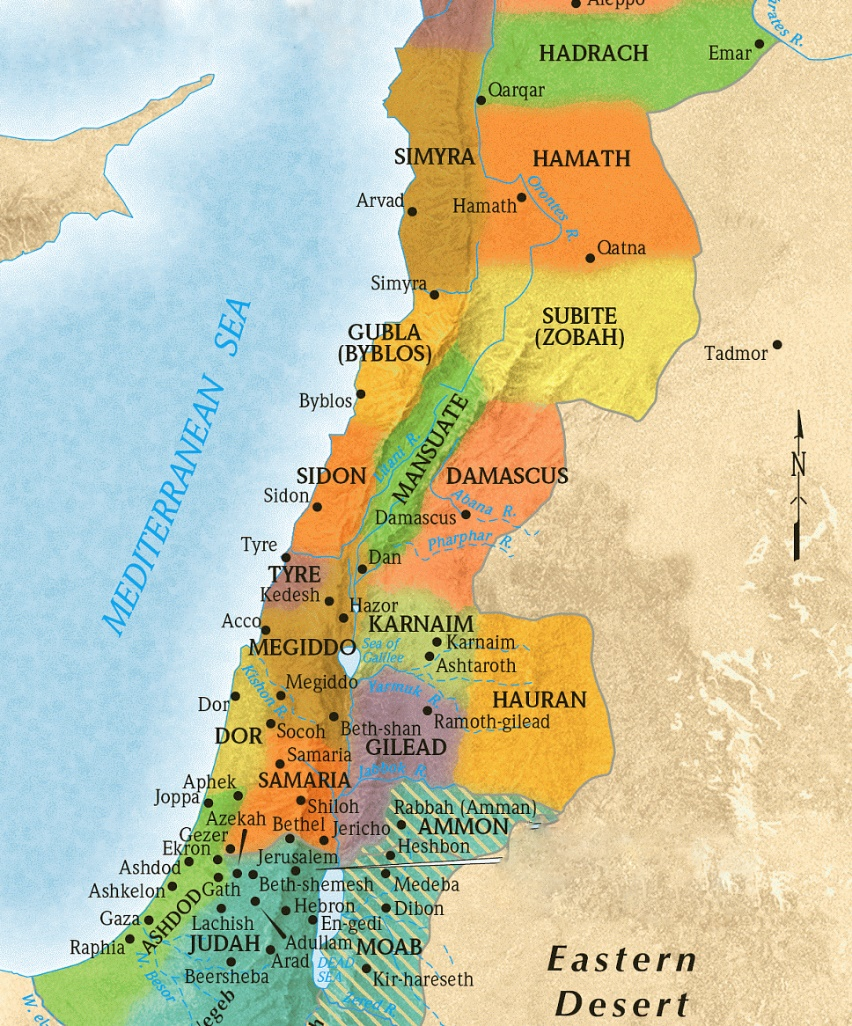 Aleppo
HADRACH
Emar
Qarqar
SIMYRA
HAMATH
Orontes R.
Arvad
Hamath
Qatna
Simyra
SUBITE
(ZOBAH)
GUBLA
(BYBLOS)
Tadmor
MEDITERRANEAN SEA
Byblos
MANSUATE
Litani R.
N
SIDON
DAMASCUS
Sidon
Abana R.
Damascus
Pharphar R.
Tyre
Dan
TYRE
Kedesh
Hazor
Acco
KARNAIM
MEGIDDO
Sea of
Galilee
Karnaim
Ashtaroth
Kishon R.
Megiddo
Yarmuk R.
HAURAN
Dor
Ramoth-gilead
Socoh
Beth-shan
DOR
GILEAD
Samaria
Jabbok R.
SAMARIA
Aphek
Joppa
Shiloh
Rabbah (Amman)
Azekah
Bethel
Jericho
AMMON
Gezer
Ekron
Heshbon
Jerusalem
Ashdod
Gath
Beth-shemesh
Medeba
Ashkelon
ASHDOD
Hebron
Dibon
Gaza
Lachish
En-gedi
Raphia
JUDAH
Adullam
MOAB
Arad
Eastern
Desert
N. Besor
Beersheba
DEAD
SEA
Kir-hareseth
Zered R.